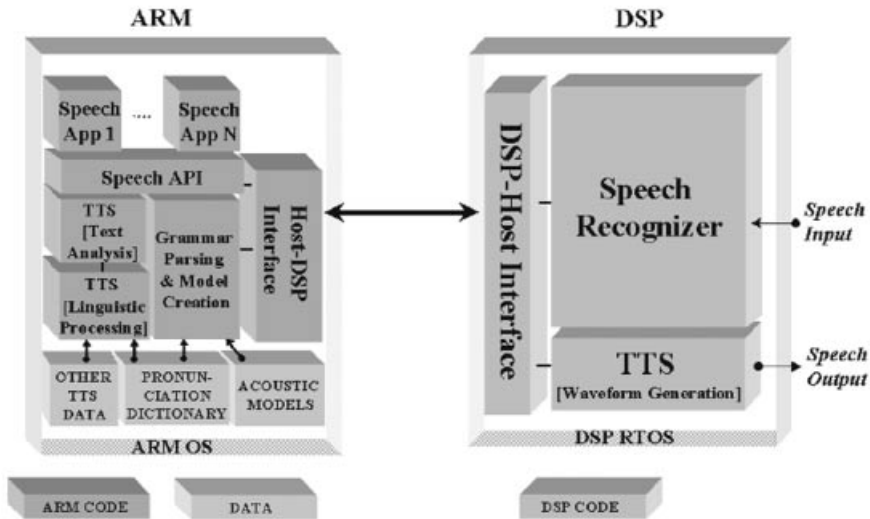 ARM
DSP
Speech
App 1
....
Speech
App N
Speech API
TTS
[Text
Analysis]
TTS
[Linguistic
Processing]
Grammar
Parsing
& Model
Creation
Host-DSP
Interface
OTHER
TTS
DATA
PRONUN-
CIATION
DICTIONARY
ACOUSTIC
MODELS
ARM OS
DSP-Host Interface
Speech
Recognizer
TTS
[Waveform Generation]
Speech
Input
Speech
Output
DSP RTOS
ARM CODE
DATA
DSP CODE